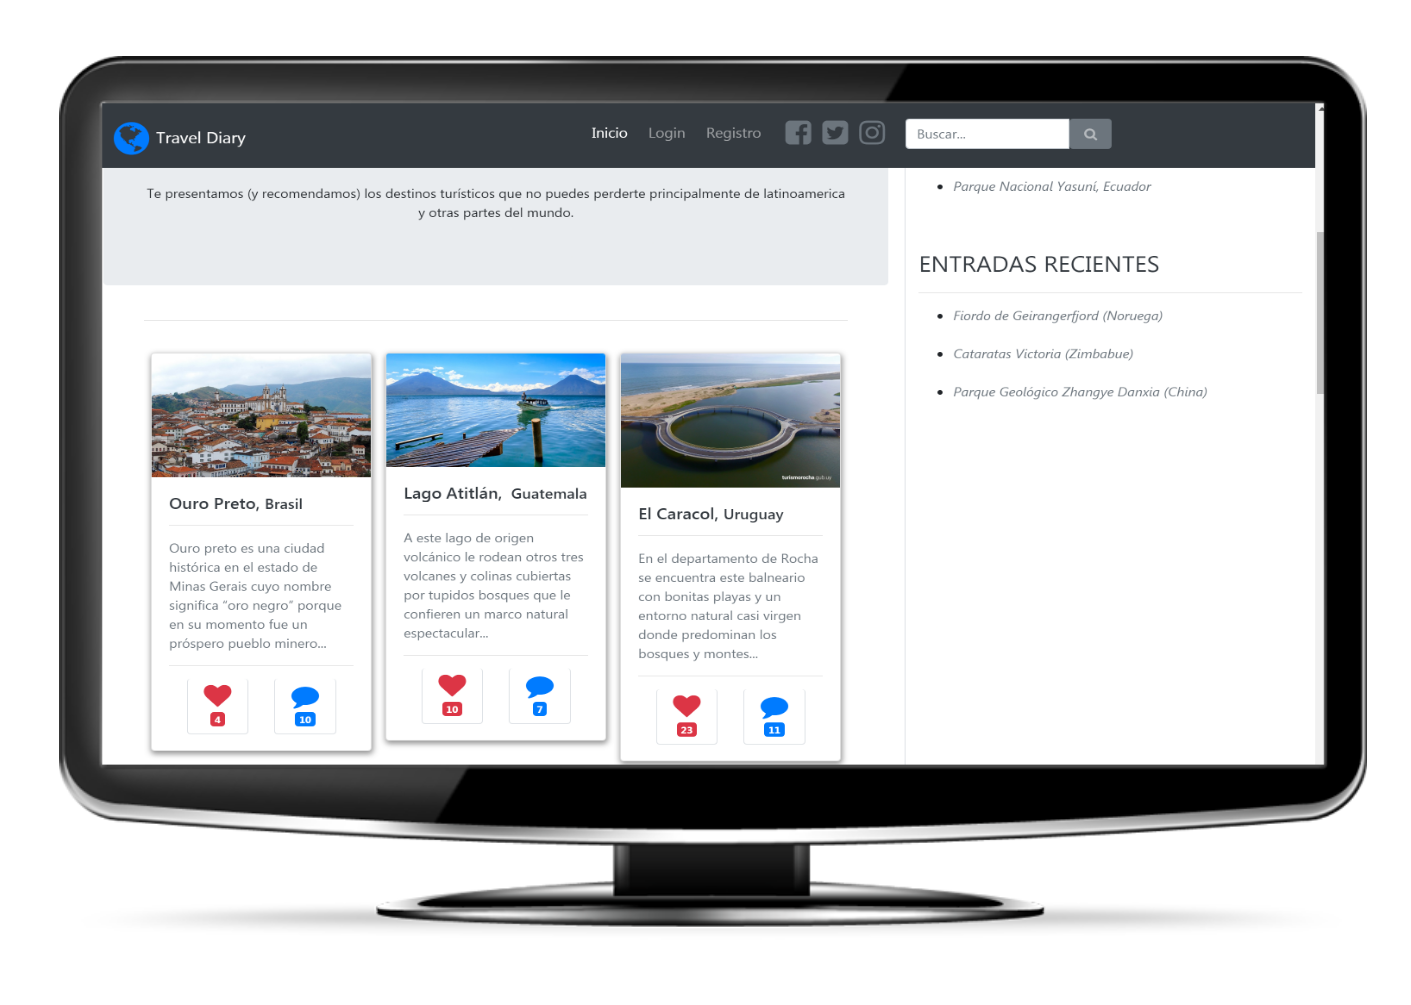 Travel Diary
Inicio Login Registro
Buscar...
Te presentamos (y recomendamos) los destinos turísticos que no puedes perderte principalmente de latinoamerica
y otras partes del mundo.
Ouro Preto, Brasil
Ouro preto es una ciudad
histórica en el estado de
Minas Gerais cuyo nombre
significa “oro negro” porque
en su momento fue un
próspero pueblo minero...
4
10
Lago Atitlán, Guatemala
A este lago de origen
volcánico le rodean otros tres
volcanes y colinas cubiertas
por tupidos bosques que le
confieren un marco natural
espectacular...
10
7
turismorocha.gub.uy
El Caracol, Uruguay
En el departamento de Rocha
se encuentra este balneario
con bonitas playas y un
entorno natural casi virgen
donde predominan los
bosques y montes...
23
11
Parque Nacional Yasuní, Ecuador
ENTRADAS RECIENTES
Fiordo de Geirangerfjord (Noruega)
Cataratas Victoria (Zimbabue)
Parque Geológico Zhangye Danxia (China)